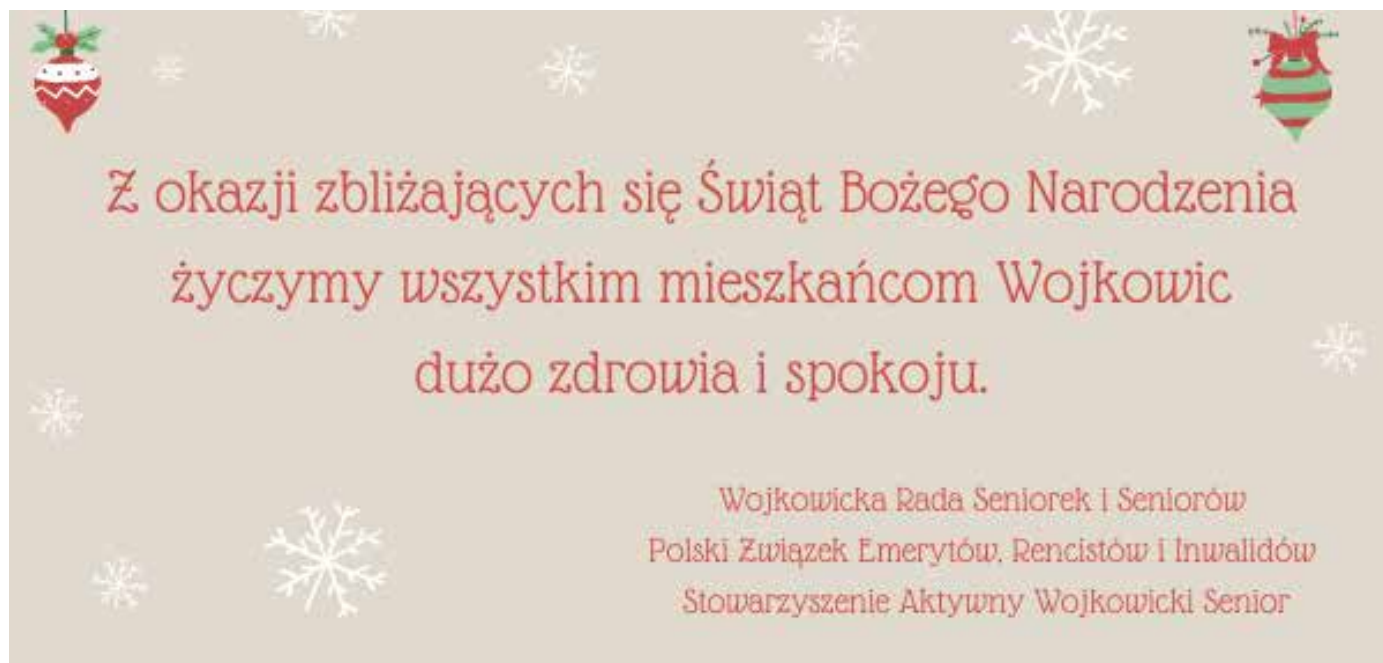 Z okazji zbliżających się Świąt Bożego Narodzenia
życzymy wszystkim mieszkańcom Wojkowic
dużo zdrowia i spokoju.
Wojkowicka Rada Seniorek i Seniorów
Polski Związek Emerytów, Rencistów i Inwalidów
Stowarzyszenie Aktywny Wojkowicki Senior